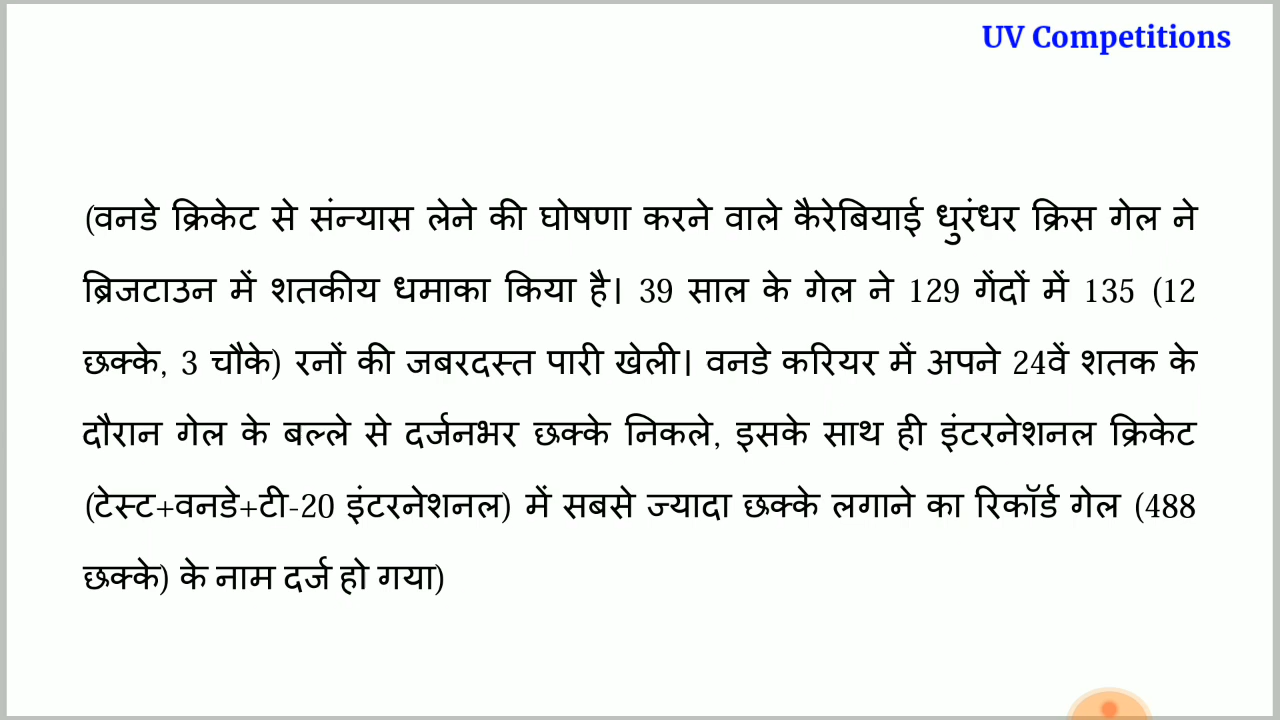 UV Competitions
(वनडे क्रिकेट से संन्यास लेने की घोषणा करने वाले कैरेबियाई धुरंधर क्रिस गेल ने
ब्रिजटाउन में शतकीय धमाका किया है। 39 साल के गेल ने 129 गेंदों में 135 (12
छक्के, 3 चौके) रनों की जबरदस्त पारी खेली। वनडे करियर में अपने 24वें शतक के
दौरान गेल के बल्ले से दर्जनभर छक्के निकले, इसके साथ ही इंटरनेशनल क्रिकेट
(टेस्ट+वनडे+टी-20 इंटरनेशनल) में सबसे ज्यादा छक्के लगाने का रिकॉर्ड गेल (488
छक्के) के नाम दर्ज हो गया)